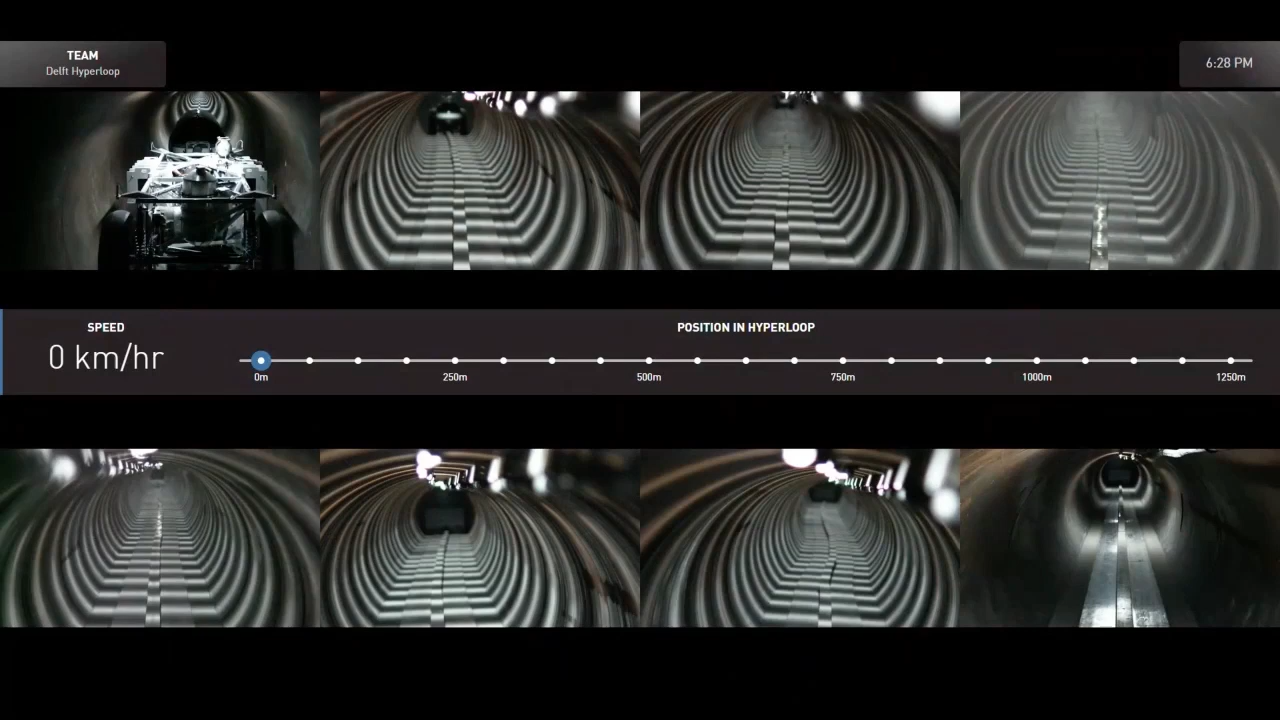 TEAM
Delft Hyperloop
6:28 PM
SPEED
0 km/hr
POSITION IN HYPERLOOP
0m 250m 500m 750m 1000m 1250m